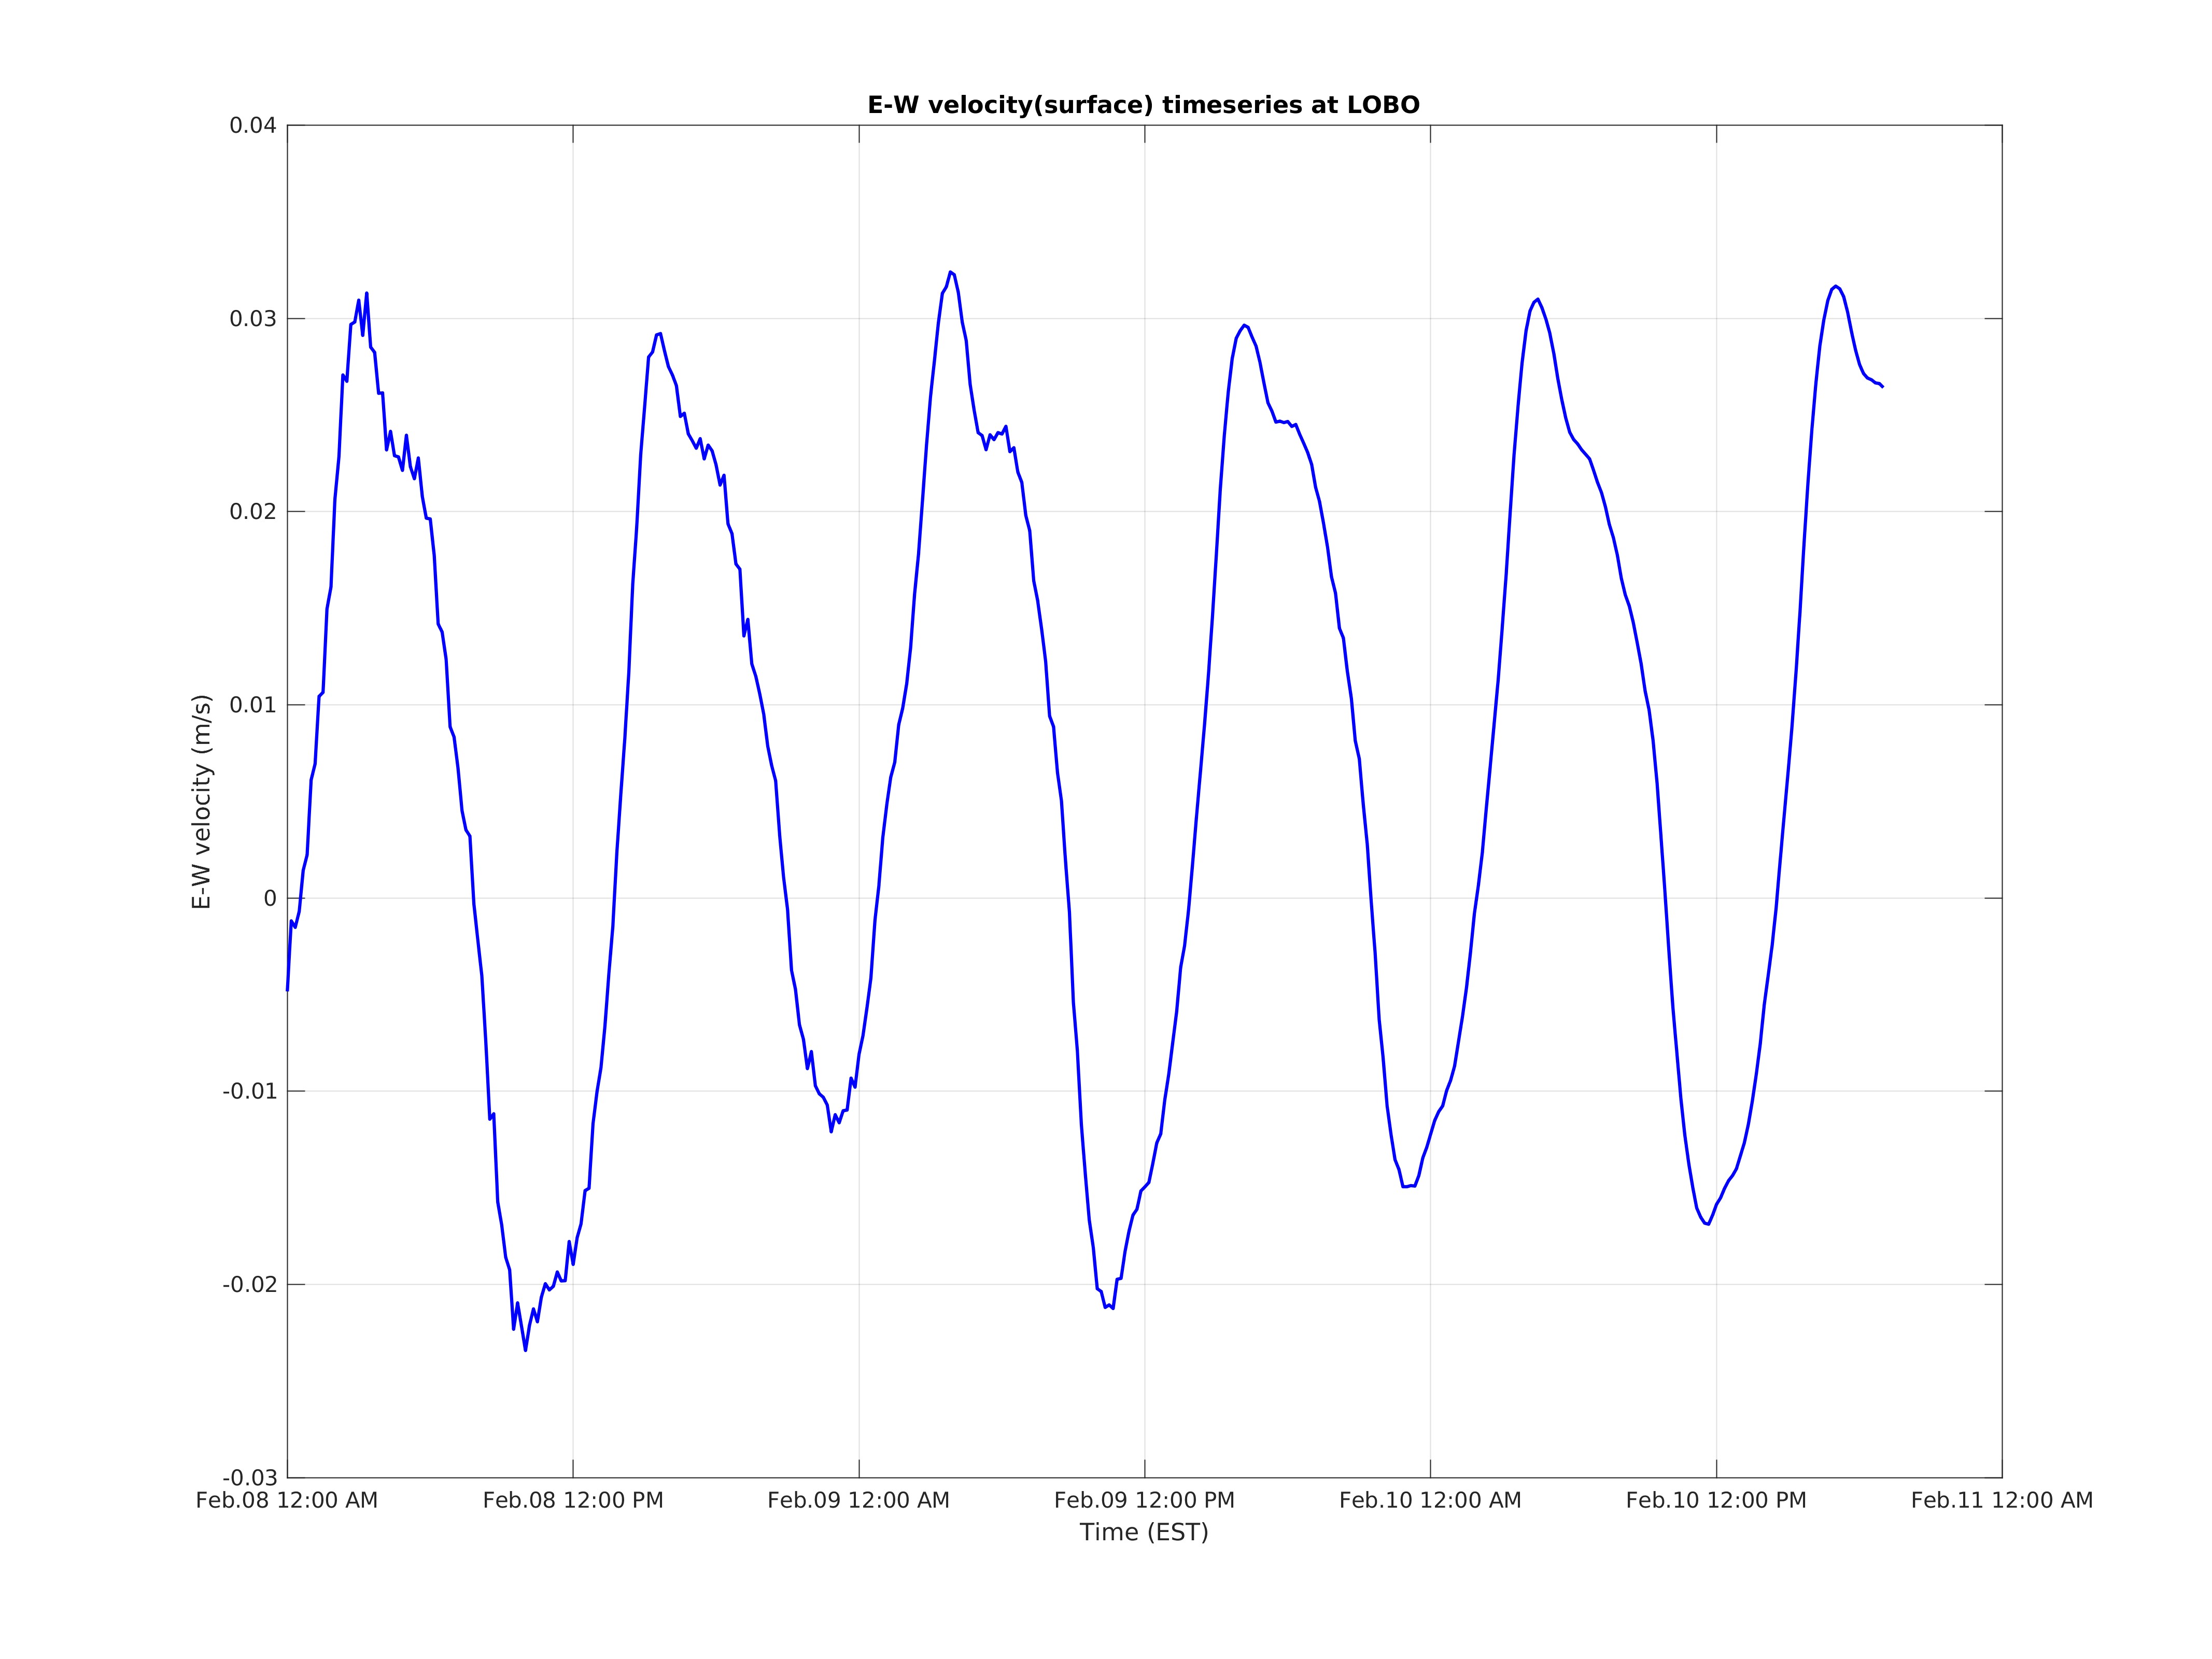 E-W velocity(surface) timeseries at LOBO
0.04
0.03
0.02
0.01
0
-0.01
-0.02
-0.03
E-W velocity (m/s)
Feb.08 12:00 AM Feb.08 12:00 PM Feb.09 12:00 AM Feb.09 12:00 PM Feb.10 12:00 AM Feb.10 12:00 PM Feb.11 12:00 AM
Time (EST)